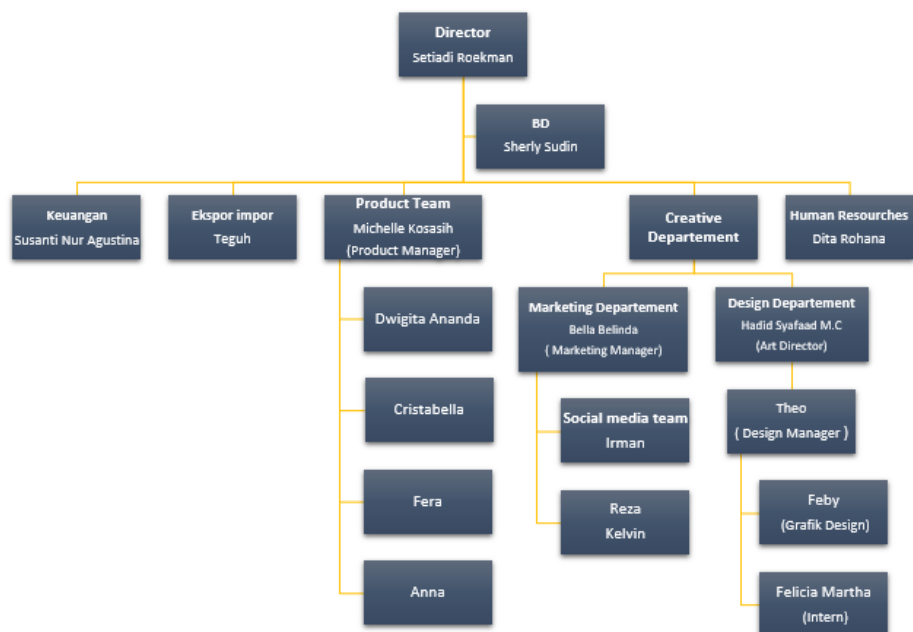 Director
Setiadi Roekman
BD
Sherly Sudin
Keuangan
Susanti Nur Agustina
Ekspor impor
Teguh
Product Team
Michelle Kosasih
(Product Manager)
Creative
Departement
Human Resourches
Dita Rohana
Dwigita Ananda
Cristabella
Fera
Anna
Marketing Departement
Bella Belinda
( Marketing Manager)
Social media team
Irman
Reza
Kelvin
Design Departement
Hadid Syafaad M.C
(Art Director)
Theo
( Design Manager )
Feby
(Grafik Design)
Felicia Martha
(Intern)